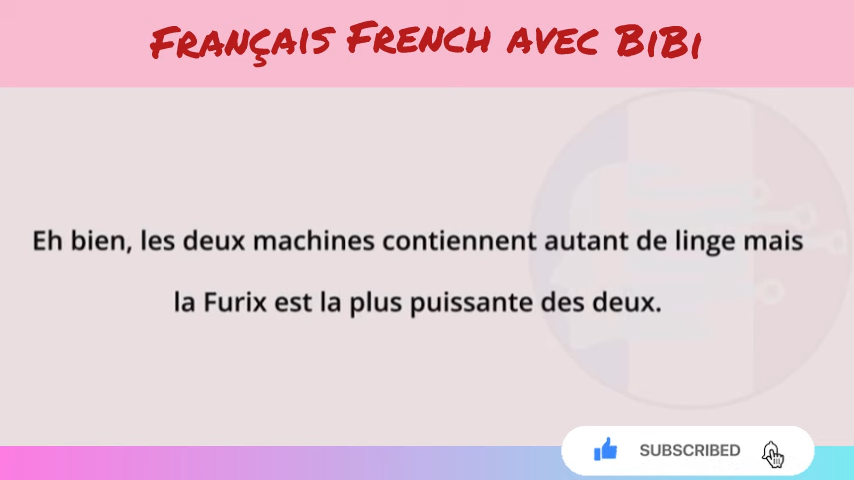 Français French avec BiBi
Eh bien, les deux machines contiennent autant de linge mais
la Furix est la plus puissante des deux.
SUBSCRIBED